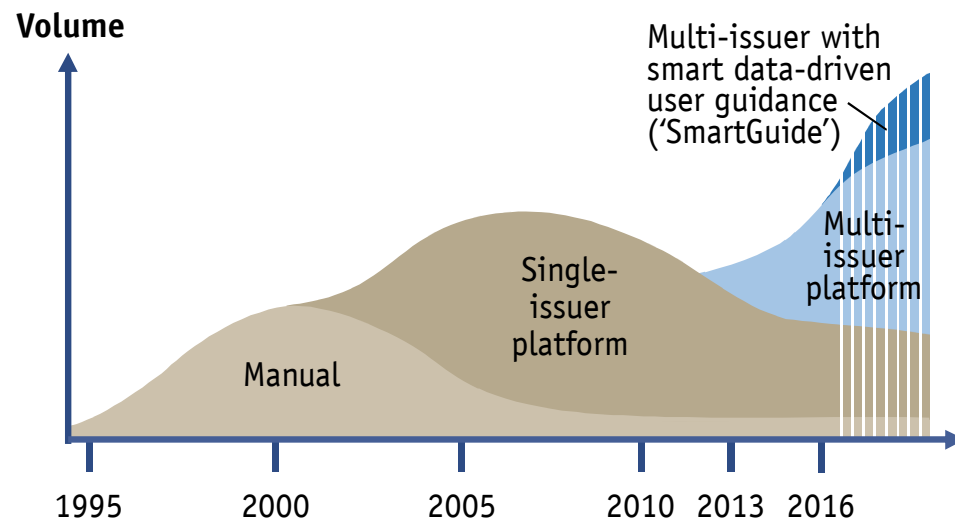 Volume
Multi-issuer with
smart data-driven
user guidance
(‘SmartGuide’)
Multi-
issuer
platform
Single-
issuer
platform
Manual
1995 2000 2005 2010 2013 2016